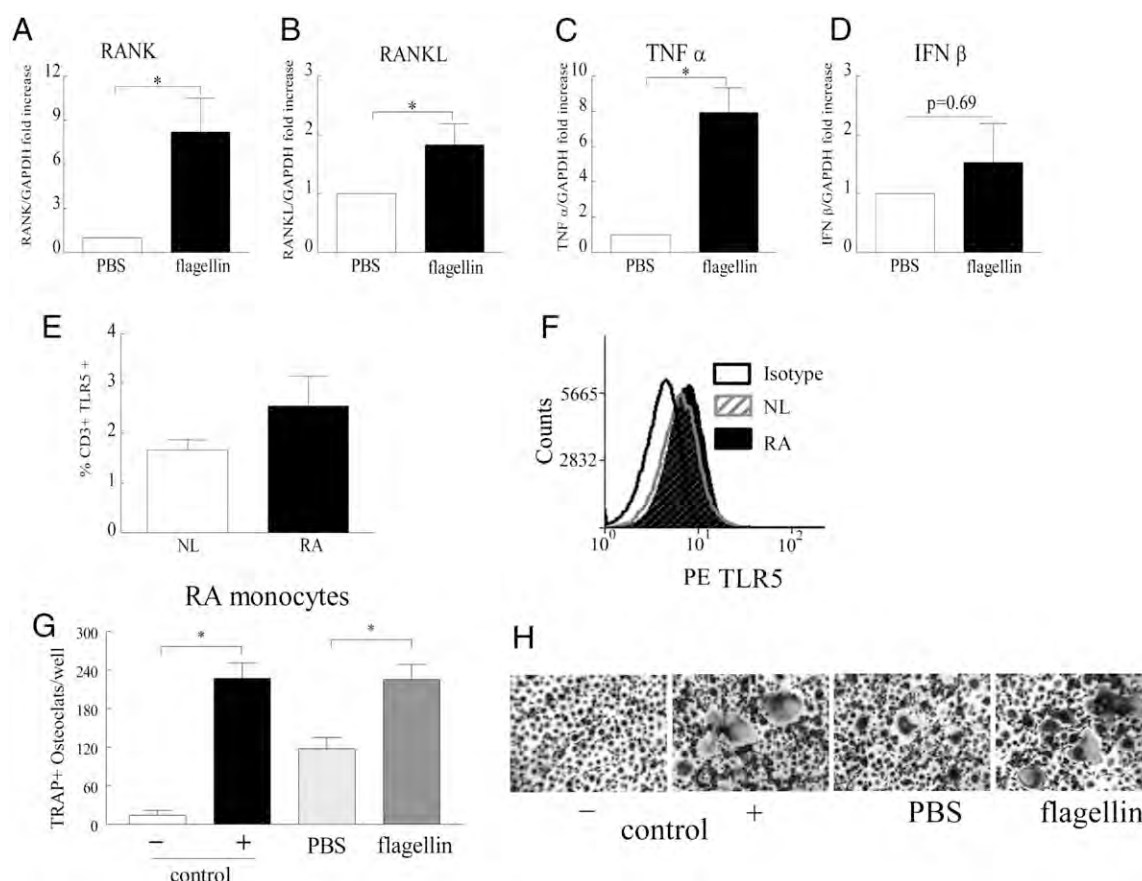 A
RANK
RANK/GAPDH fold increase
12
9
6
3
0
*
PBS
flagellin
B
RANKL
RANKL/GAPDH fold increase
3
2
1
0
*
PBS
flagellin
C
TNF α
TNF α/GAPDH fold increase
10
8
6
4
2
0
*
PBS
flagellin
D
IFN β
IFN β/GAPDH fold increase
3
2
1
0
p=0.69
PBS
flagellin
E
% CD3+ TLR5 +
4
3
2
1
0
NL
RA
F
Counts
5665
2832
10⁰
10¹
10²
PE TLR5
Isotype
NL
RA
RA monocytes
G
TRAP+ Osteoclats/well
300
240
180
120
60
0
*
*
− + PBS flagellin
control
H
− + PBS flagellin
control